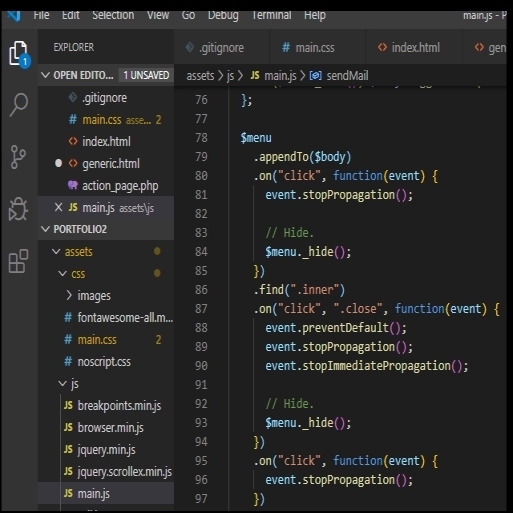 File Edit Selection View Go Debug Terminal Help main.js - P
EXPLORER
OPEN EDITO... 1 UNSAVED
.gitignore
main.css asse... 2
index.html
generic.html
action_page.php
main.js assets\js
PORTFOLIO2
assets
css
images
fontawesome-all.m...
main.css 2
noscript.css
js
breakpoints.min.js
browser.min.js
jquery.min.js
jquery.scrollex.min.js
main.js
.gitignore main.css index.html gen
assets > js > JS main.js > sendMail
76 };
77
78 $menu
79 .appendTo($body)
80 .on("click", function(event) {
81 event.stopPropagation();
82
83 // Hide.
84 $menu._hide();
85 })
86 .find(".inner")
87 .on("click", ".close", function(event) {
88 event.preventDefault();
89 event.stopPropagation();
90 event.stopImmediatePropagation();
91
92 // Hide.
93 $menu._hide();
94 })
95 .on("click", function(event) {
96 event.stopPropagation();
97 })